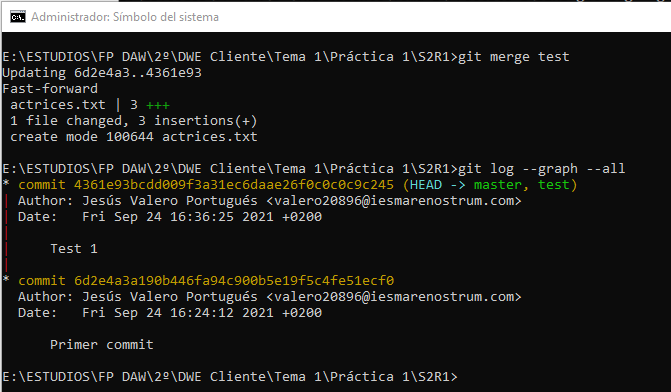 Administrador: Símbolo del sistema
E:\ESTUDIOS\FP DAW\2º\DWE Cliente\Tema 1\Práctica 1\S2R1>git merge test
Updating 6d2e4a3..4361e93
Fast-forward
 actrices.txt | 3 +++
 1 file changed, 3 insertions(+)
 create mode 100644 actrices.txt
E:\ESTUDIOS\FP DAW\2º\DWE Cliente\Tema 1\Práctica 1\S2R1>git log --graph --all
* commit 4361e93bcdd009f3a31ec6daae26f0c0c0c9c245 (HEAD -> master, test)
| Author: Jesús Valero Portugués <valero20896@iesmarenostrum.com>
| Date:   Fri Sep 24 16:36:25 2021 +0200
|
|     Test 1
|
* commit 6d2e4a3a190b446fa94c900b5e19f5c4fe51ecf0
  Author: Jesús Valero Portugués <valero20896@iesmarenostrum.com>
  Date:   Fri Sep 24 16:24:12 2021 +0200
      Primer commit
E:\ESTUDIOS\FP DAW\2º\DWE Cliente\Tema 1\Práctica 1\S2R1>